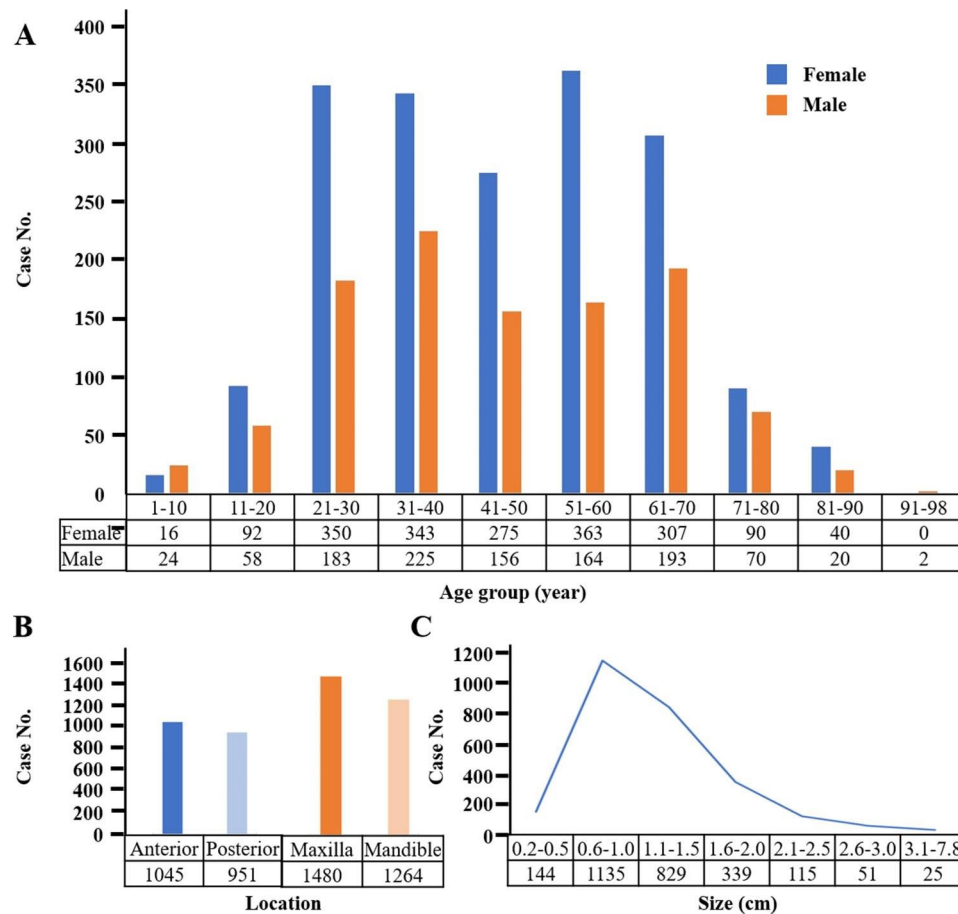 A
400
350
300
250
200
150
100
50
0
Case No.
Female
Male
1-10 11-20 21-30 31-40 41-50 51-60 61-70 71-80 81-90 91-98
Female 16 92 350 343 275 363 307 90 40 0
Male 24 58 183 225 156 164 193 70 20 2
Age group (year)
B
1600
1400
1200
1000
800
600
400
200
0
Case No.
Anterior Posterior Maxilla Mandible
1045 951 1480 1264
Location
C
1200
1000
800
600
400
200
0
Case No.
0.2-0.5 0.6-1.0 1.1-1.5 1.6-2.0 2.1-2.5 2.6-3.0 3.1-7.8
144 1135 829 339 115 51 25
Size (cm)